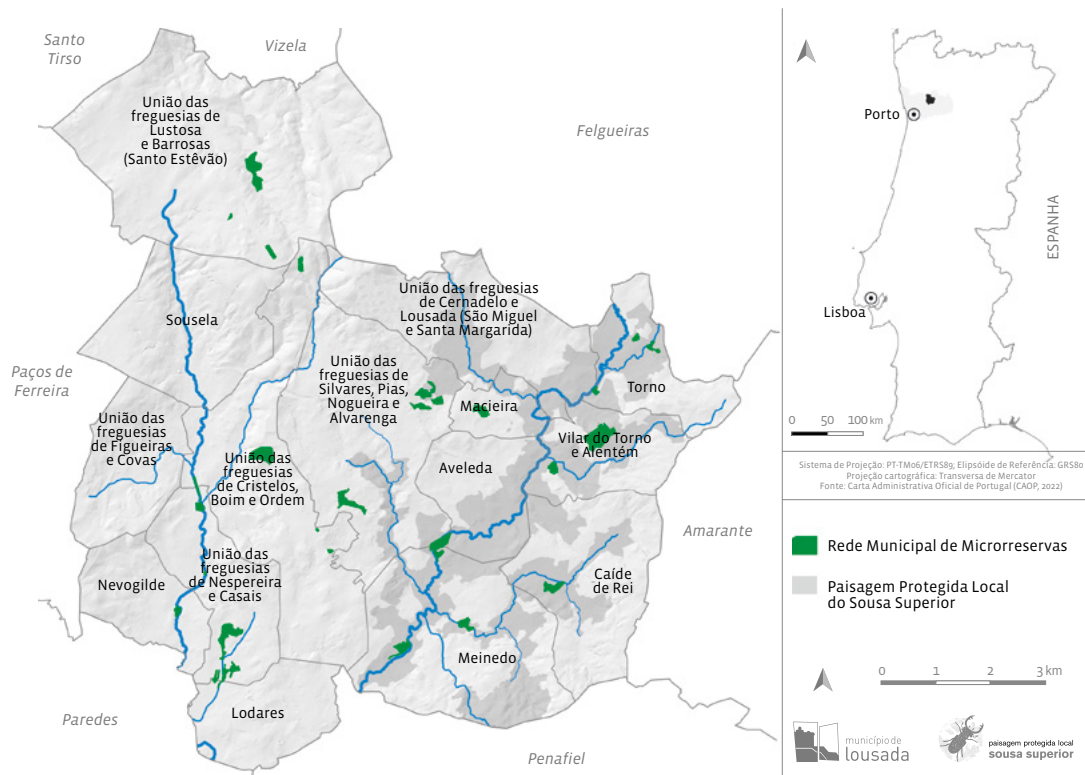 Santo
Tirso
Vizela
Felgueiras
União das
freguesias de
Lustosa
e Barrosas
(Santo Estêvão)
Sousela
União das freguesias
de Cernadelo e
Lousada (São Miguel
e Santa Margarida)
Paços de
Ferreira
União das
freguesias de
Silvares, Pias,
Nogueira e
Alvarenga
Torno
Macieira
União das
freguesias
de Figueiras
e Covas
Vilar do Torno
e Alentém
União das
freguesias
de Cristelos,
Boim e Ordem
Aveleda
Amarante
União das
freguesias
de Nespereira
e Casais
Nevogilde
Caíde
de Rei
Meinedo
Lodares
Paredes
Penafiel
Porto
Lisboa
ESPANHA
0 50 100 km
Sistema de Projeção: PT-TM06/ETRS89; Elipsóide de Referência: GRS80
Projeção cartográfica: Transversa de Mercator
Fonte: Carta Administrativa Oficial de Portugal (CAOP, 2022)
Rede Municipal de Microrreservas
Paisagem Protegida Local
do Sousa Superior
0 1 2 3 km
município de
lousada
paisagem protegida local
sousa superior